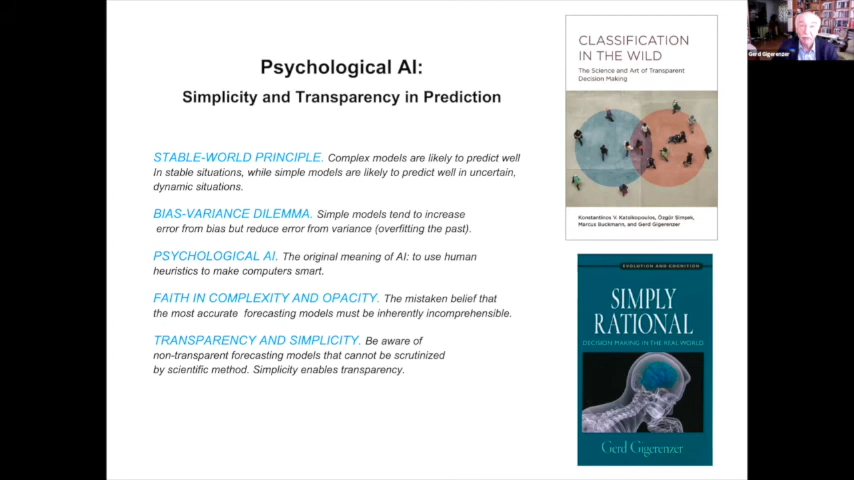 Psychological AI:
Simplicity and Transparency in Prediction
STABLE-WORLD PRINCIPLE. Complex models are likely to predict well
In stable situations, while simple models are likely to predict well in uncertain,
dynamic situations.
BIAS-VARIANCE DILEMMA. Simple models tend to increase
error from bias but reduce error from variance (overfitting the past).
PSYCHOLOGICAL AI. The original meaning of AI: to use human
heuristics to make computers smart.
FAITH IN COMPLEXITY AND OPACITY. The mistaken belief that
the most accurate forecasting models must be inherently incomprehensible.
TRANSPARENCY AND SIMPLICITY. Be aware of
non-transparent forecasting models that cannot be scrutinized
by scientific method. Simplicity enables transparency.
CLASSIFICATION
IN THE WILD
The Science and Art of Transparent
Decision Making
Konstantinos V. Katsikopoulos, Özgür Şimşek,
Marcus Buckmann, and Gerd Gigerenzer
EVOLUTION AND COGNITION
SIMPLY
RATIONAL
DECISION MAKING IN THE REAL WORLD
Gerd Gigerenzer
Gerd Gigerenzer